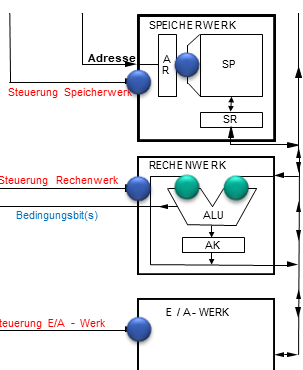 SPEICHERWERK
Adresse
A
R
SP
Steuerung Speicherwerk
SR
RECHENWERK
Steuerung Rechenwerk
Bedingungsbit(s)
ALU
AK
E / A- WERK
teuerung E/A - Werk